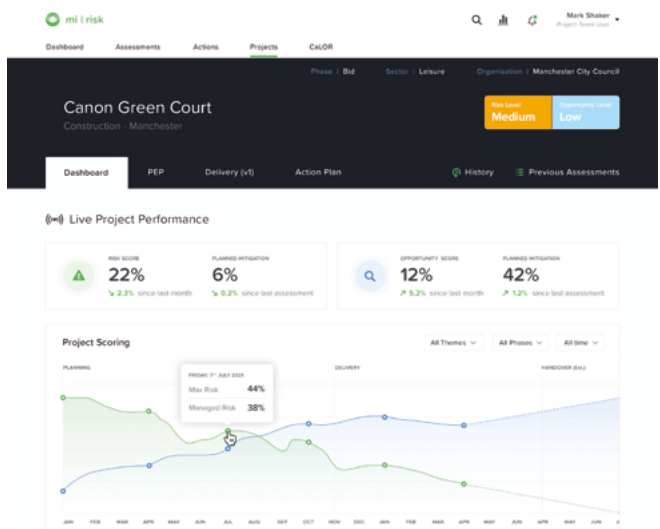 mi | risk
Mark Shaker
Project Team User
Dashboard Assessments Actions Projects CaLOR
Phase | Bid Sector | Leisure Organisation | Manchester City Council
Canon Green Court
Construction - Manchester
Risk Level
Medium
Opportunity Level
Low
Dashboard PEP Delivery (v1) Action Plan History Previous Assessments
Live Project Performance
RISK SCORE
22%
2.3% since last month
PLANNED MITIGATION
6%
0.2% since last assessment
OPPORTUNITY SCORE
12%
5.2% since last month
PLANNED MITIGATION
42%
1.2% since last assessment
Project Scoring
All Themes All Phases All time
PLANNING DELIVERY HANDOVER (Est.)
FRIDAY, 7TH JULY 2021
Max Risk 44%
Managed Risk 38%
JAN FEB MAR APR MAY JUN JUL AUG SEP OCT NOV DEC JAN FEB MAR APR MAY JUN APR MAR MAY JUN J